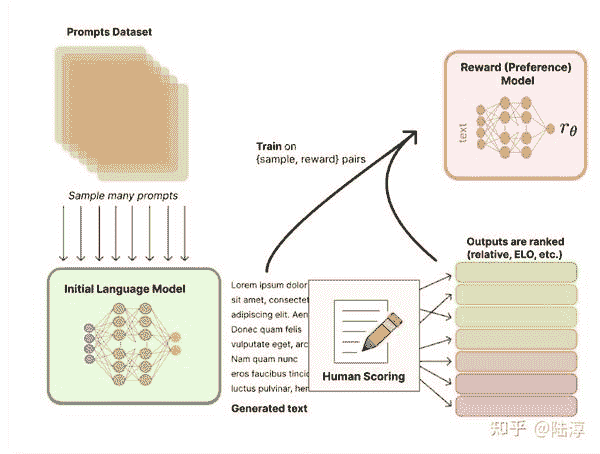 Prompts Dataset
Sample many prompts
Initial Language Model
Train on
{sample, reward} pairs
Reward (Preference)
Model
text
rθ
Lorem ipsum dolor
sit amet, consectet
adipiscing elit. Aen
Donec quam felis
vulputate eget, arc
Nam quam nunc
eros faucibus tincid
luctus pulvinar, her
Generated text
Human Scoring
Outputs are ranked
(relative, ELO, etc.)
知乎 @陆淳